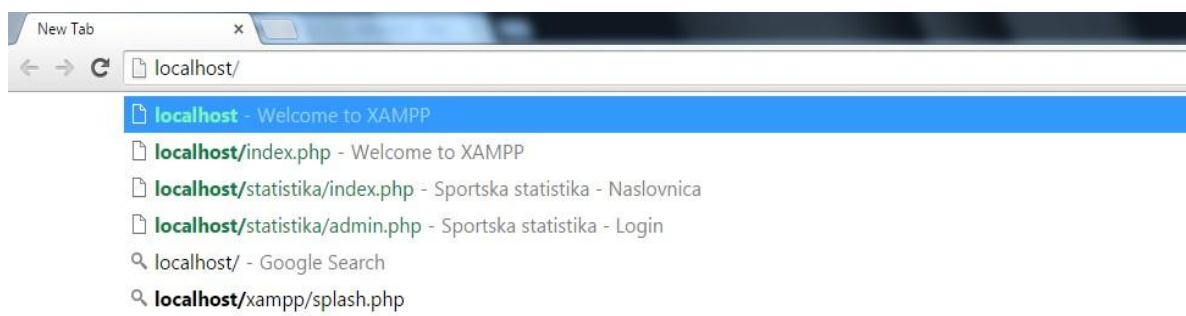 New Tab
localhost/
localhost - Welcome to XAMPP
localhost/index.php - Welcome to XAMPP
localhost/statistika/index.php - Sportska statistika - Naslovnica
localhost/statistika/admin.php - Sportska statistika - Login
localhost/ - Google Search
localhost/xampp/splash.php